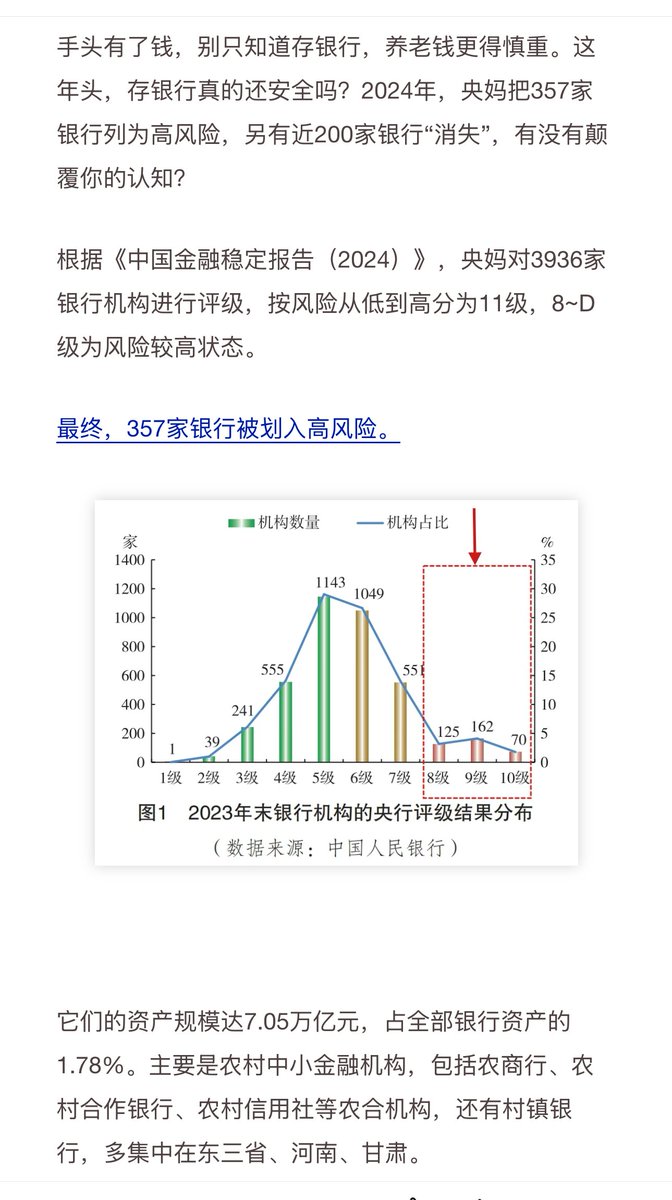 手头有了钱，别只知道存银行，养老钱更得慎重。这
年头，存银行真的还安全吗？2024年，央妈把357家
银行列为高风险，另有近200家银行“消失”，有没有颠
覆你的认知？
根据《中国金融稳定报告（2024）》，央妈对3936家
银行机构进行评级，按风险从低到高分为11级，8~D
级为风险较高状态。
最终，357家银行被划入高风险。
机构数量 机构占比
家 %
1400 35
1200 30
1000 25
800 20
600 15
400 10
200 5
0 0
1 39 241 555 1143 1049 551 125 162 70
1级 2级 3级 4级 5级 6级 7级 8级 9级 10级
图1 2023年末银行机构的央行评级结果分布
（数据来源：中国人民银行）
它们的资产规模达7.05万亿元，占全部银行资产的
1.78%。主要是农村中小金融机构，包括农商行、农
村合作银行、农村信用社等农合机构，还有村镇银
行，多集中在东三省、河南、甘肃。